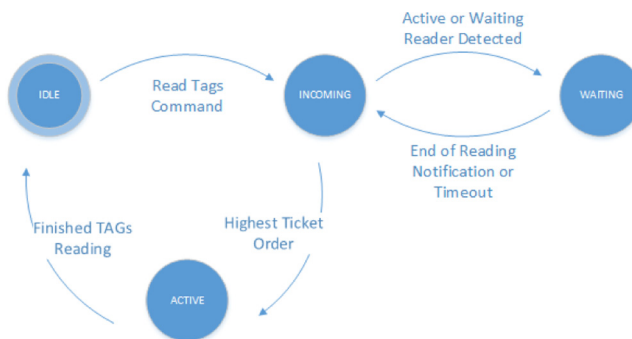 Active or Waiting
Reader Detected
IDLE
Read Tags
Command
INCOMING
WAITING
End of Reading
Notification or
Timeout
Finished TAGs
Reading
Highest Ticket
Order
ACTIVE